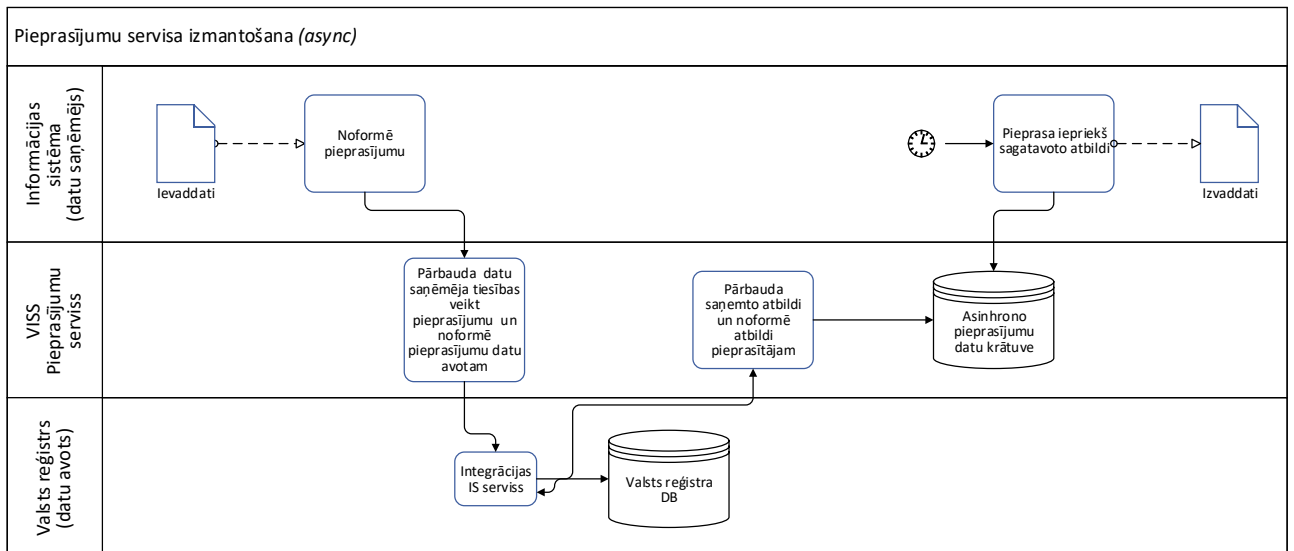 Pieprasījumu servisa izmantošana (async)
Informācijas
sistēma
(datu saņēmējs)
Ievaddati
Noformē
pieprasījumu
Pieprasa iepriekš
sagatavoto atbildi
Izvaddati
VISS
Pieprasījumu
serviss
Pārbauda datu
saņēmēja tiesības
veikt
pieprasījumu un
noformē
pieprasījumu datu
avotam
Pārbauda
saņemto atbildi
un noformē
atbildi
pieprasītājam
Asinhrono
pieprasījumu
datu krātuve
Valsts reģistrs
(datu avots)
Integrācijas
IS serviss
Valsts reģistra
DB